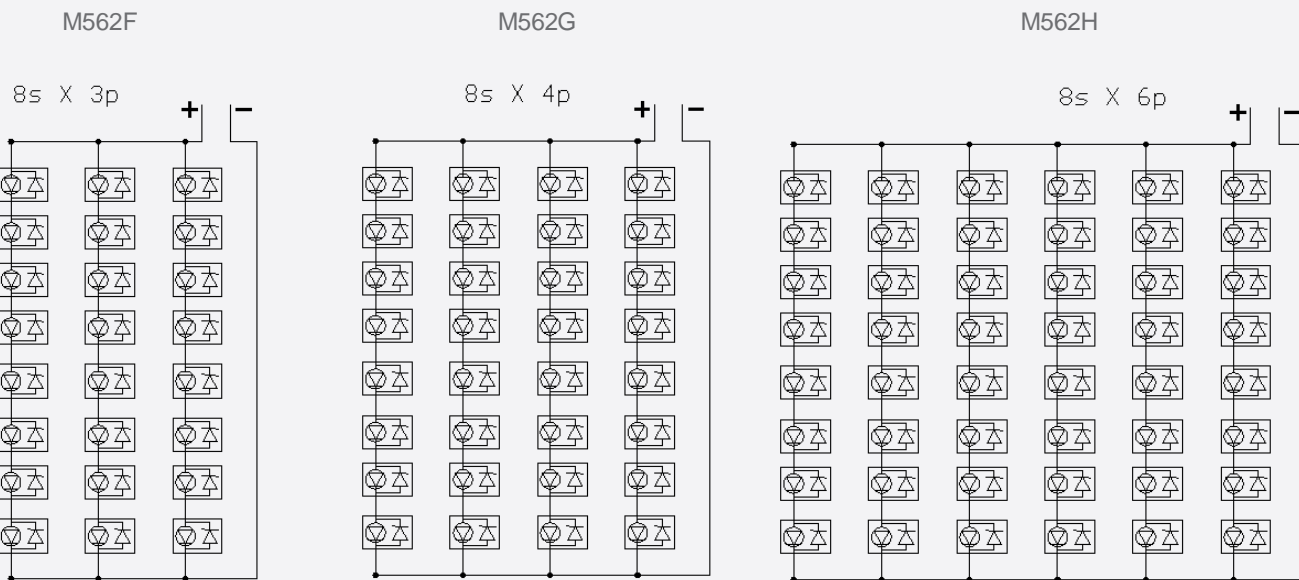 M562F
M562G
M562H
8s X 3p
8s X 4p
8s X 6p
+ −
+ −
+ −